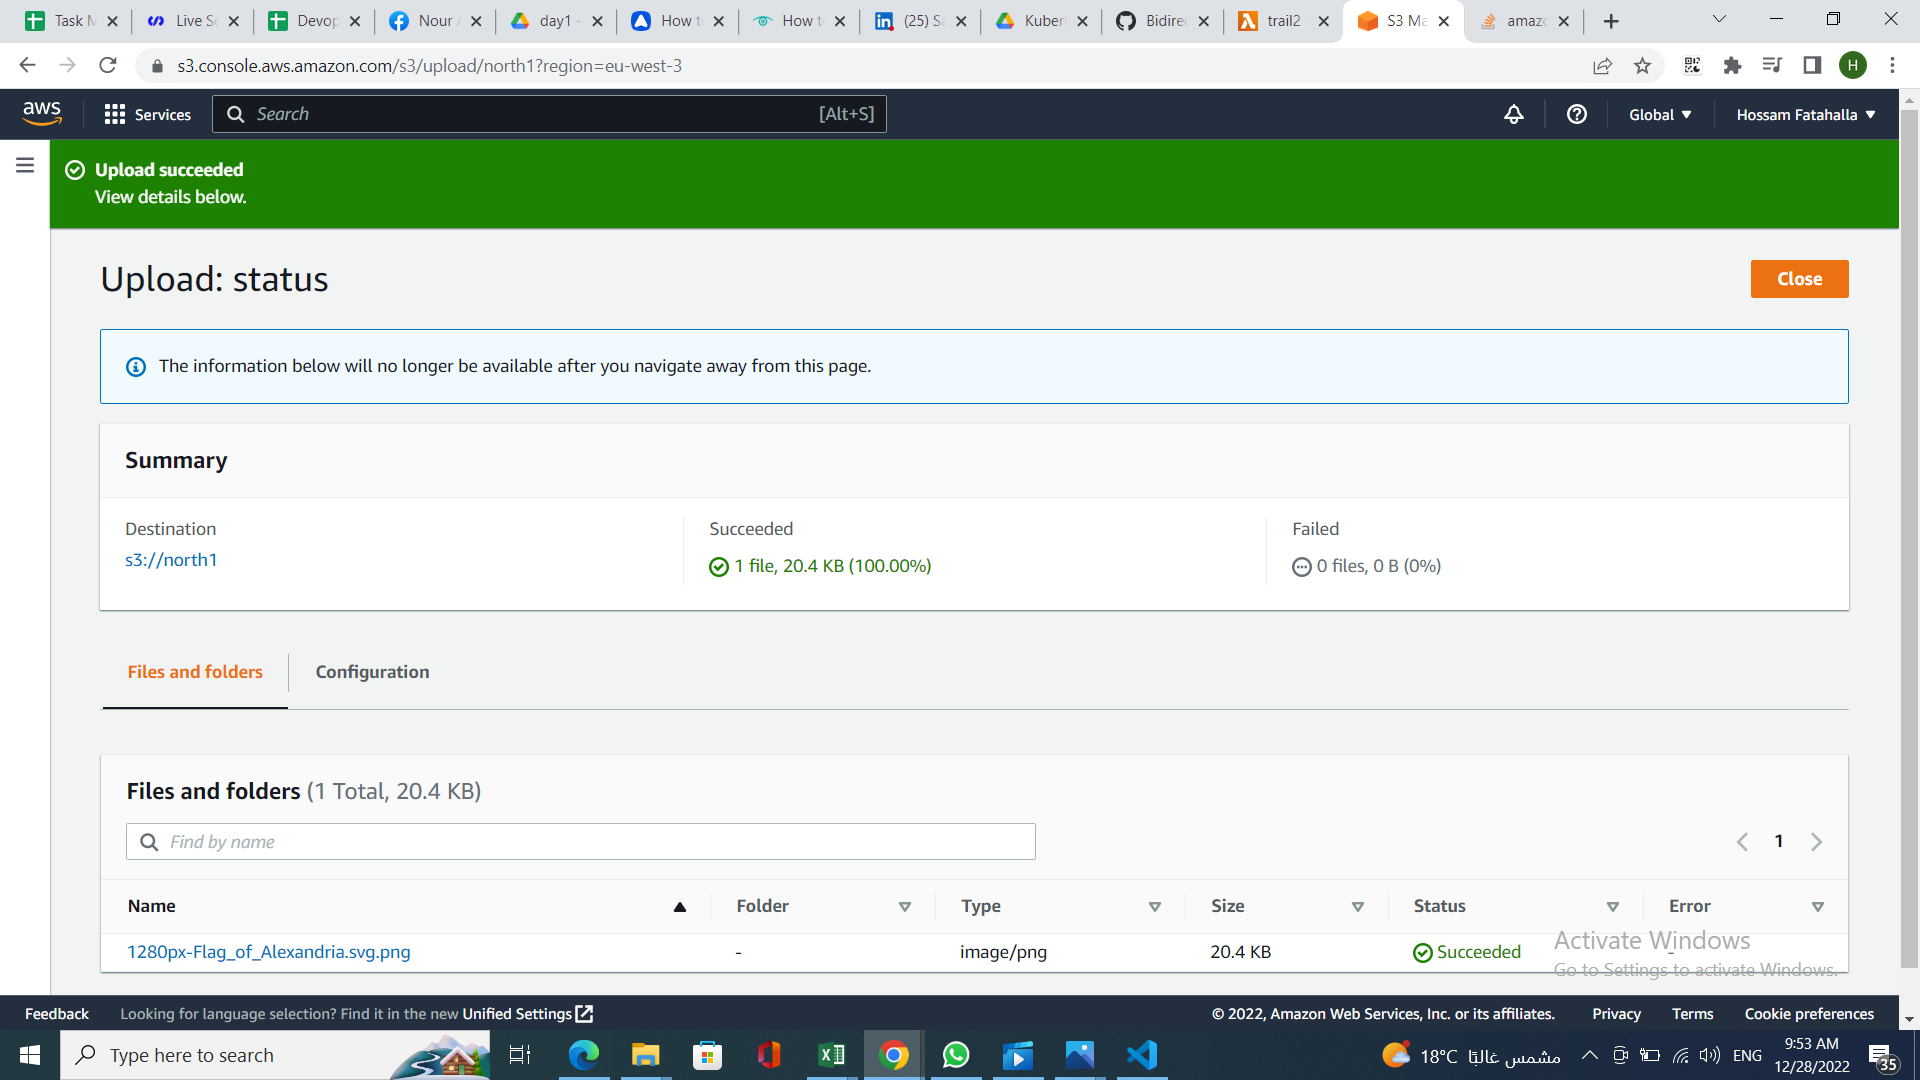 Task M
Live Se
Devop
Nour A
day1 -
How to
How to
(25) Sa
Kubern
Bidirec
trail2 -
S3 Ma
amazo
s3.console.aws.amazon.com/s3/upload/north1?region=eu-west-3
H
aws
Services
Search
[Alt+S]
Global
Hossam Fatahalla
Upload succeeded
View details below.
Upload: status
Close
The information below will no longer be available after you navigate away from this page.
Summary
Destination
Succeeded
Failed
s3://north1
1 file, 20.4 KB (100.00%)
0 files, 0 B (0%)
Files and folders
Configuration
Files and folders (1 Total, 20.4 KB)
Find by name
1
Name
Folder
Type
Size
Status
Error
1280px-Flag_of_Alexandria.svg.png
-
image/png
20.4 KB
Succeeded
-
Activate Windows
Go to Settings to activate Windows.
Feedback
Looking for language selection? Find it in the new Unified Settings
© 2022, Amazon Web Services, Inc. or its affiliates.
Privacy
Terms
Cookie preferences
Type here to search
18°C مشمس غالبًا
ENG
9:53 AM
12/28/2022
35